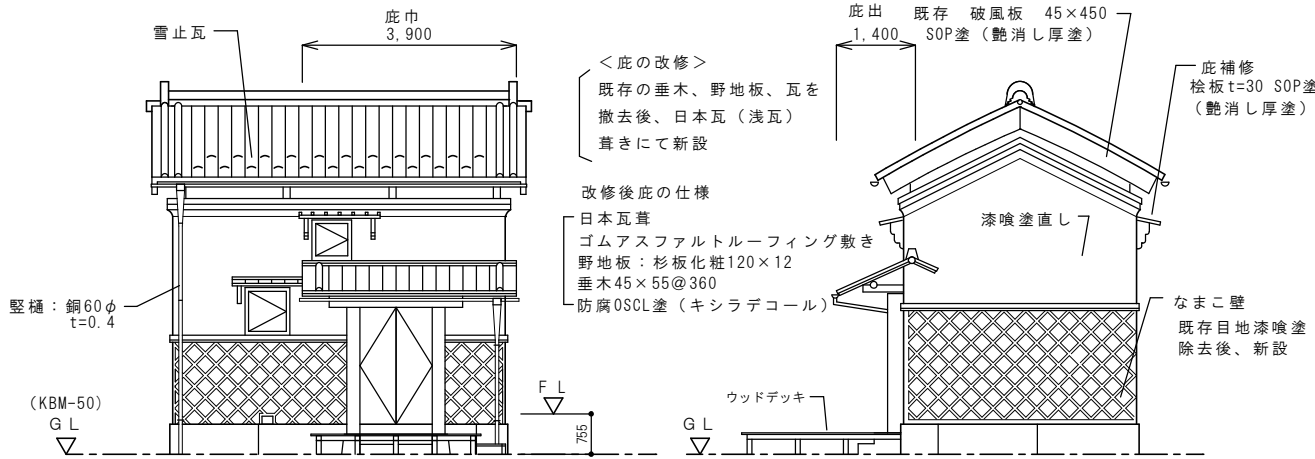 雪止瓦
庇巾
3,900
＜庇の改修＞
既存の垂木、野地板、瓦を
撤去後、日本瓦（浅瓦）
葺きにて新設
改修後庇の仕様
日本瓦葺
ゴムアスファルトルーフィング敷き
野地板：杉板化粧120×12
垂木45×55@360
防腐OSCL塗（キシラデコール）
竪樋：銅60φ
t=0.4
(KBM-50)
GL
FL
755
庇出
1,400
既存 破風板 45×450
SOP塗（艶消し厚塗）
庇補修
桧板t=30 SOP塗
（艶消し厚塗）
漆喰塗直し
なまこ壁
既存目地漆喰塗
除去後、新設
ウッドデッキ
GL